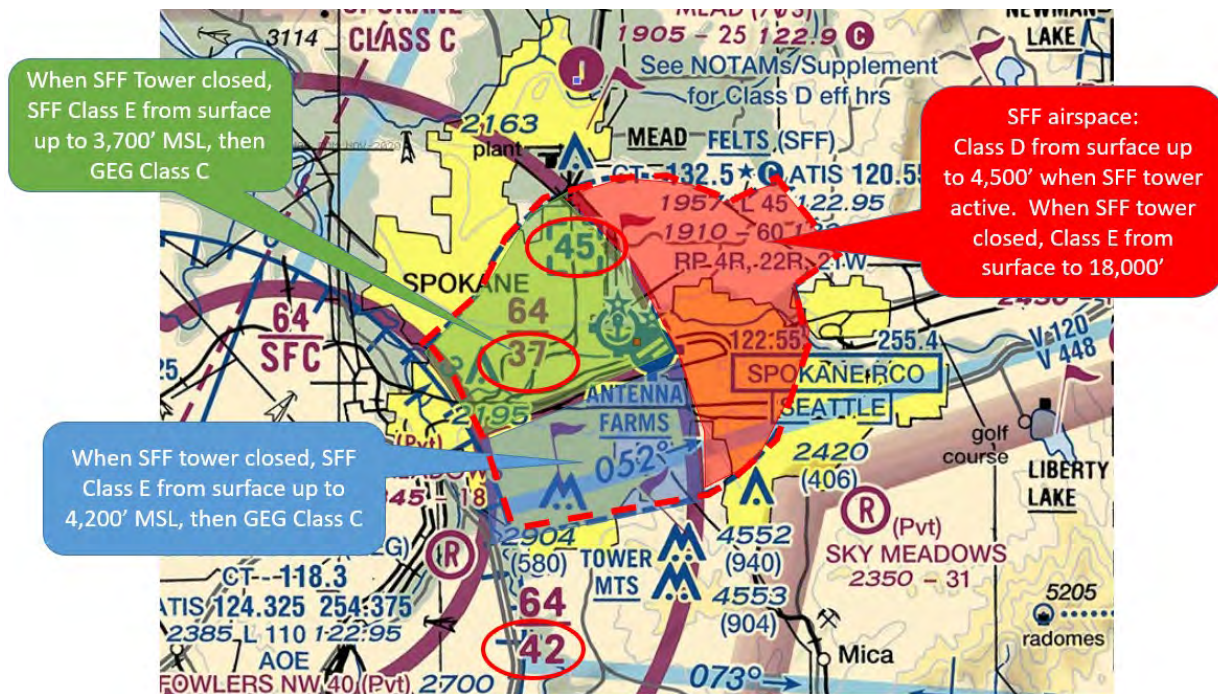 SPOKANE
CLASS C
3114
MEAD (70S)
1905 - 25 122.9 C
See NOTAMs/Supplement
for Class D eff hrs
NEWMAN
LAKE
When SFF Tower closed,
SFF Class E from surface
up to 3,700’ MSL, then
GEG Class C
SFF airspace:
Class D from surface up
to 4,500’ when SFF tower
active. When SFF tower
closed, Class E from
surface to 18,000’
2163
plant
MEAD
FELTS (SFF)
CT - 132.5 ★ C ATIS 120.55
1957 L 45 122.95
1910 - 60
RP 4R, 22R, 21W
45
SPOKANE
64
37
64
SFC
25
122.55
255.4
V 120
V 448
SPOKANE RCO
SEATTLE
2195
ANTENNA
FARMS
052°
When SFF tower closed, SFF
Class E from surface up to
4,200’ MSL, then GEG Class C
(Pvt)
- 18
2420
(406)
golf
course
LIBERTY
LAKE
R
R (Pvt)
SKY MEADOWS
2350 - 31
2904
(580)
TOWER
MTS
4552
(940)
4553
(904)
CT - 118.3
ATIS 124.325 254.375
2385 L 110 122.95
AOE
FOWLERS NW 40 (Pvt)
2700
64
42
5205
radomes
Mica
073°